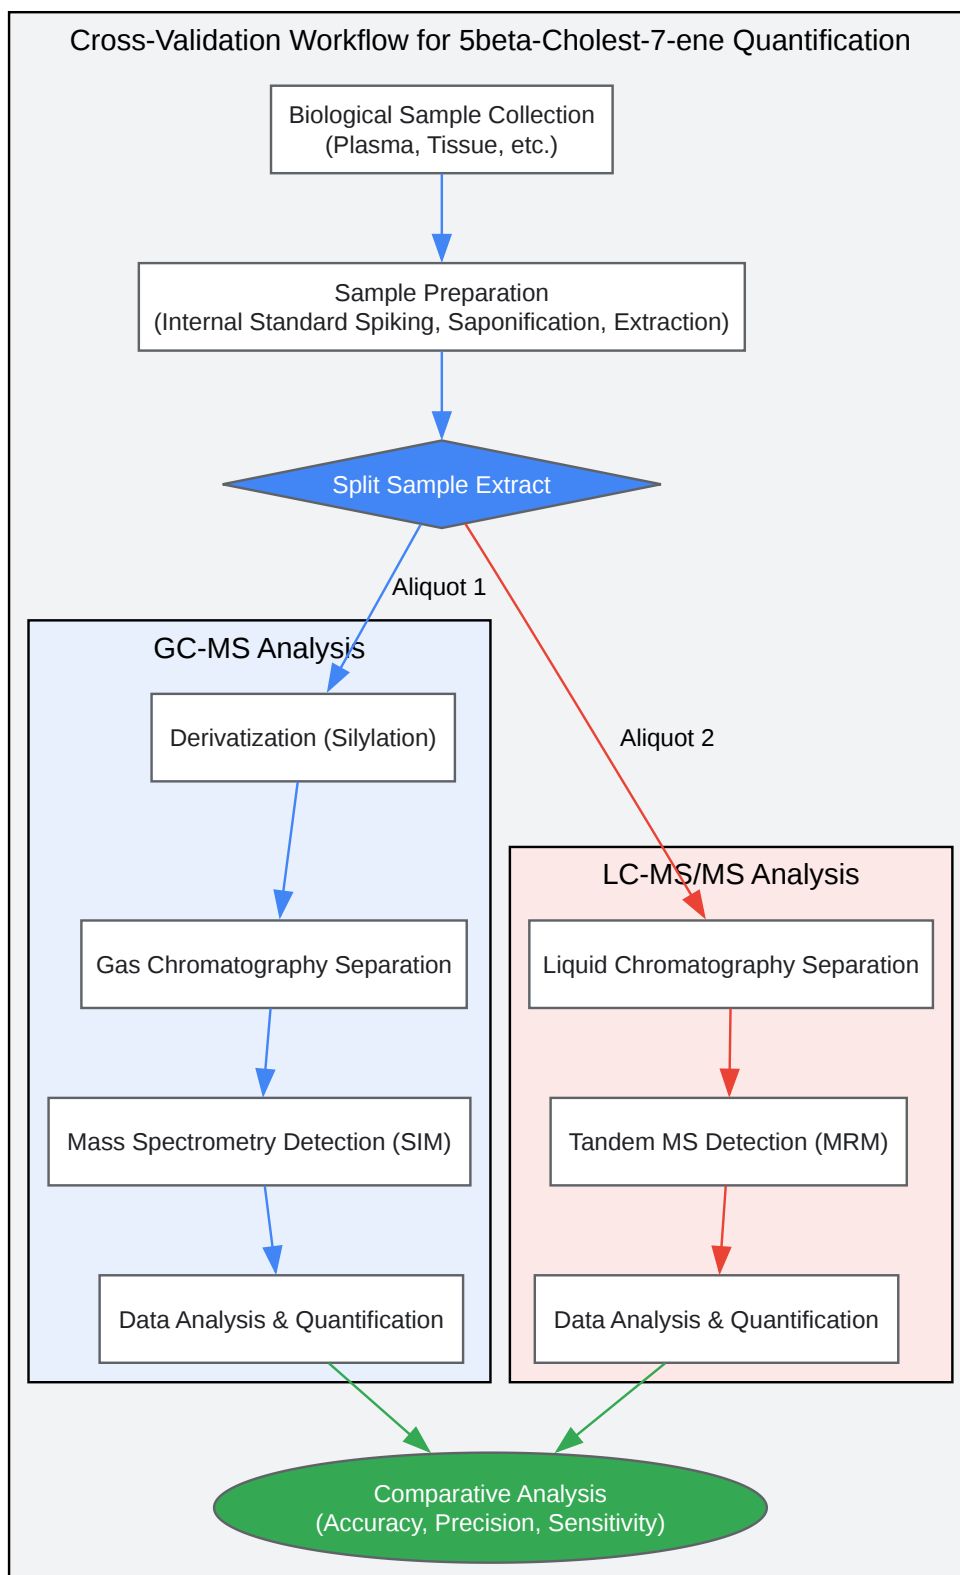 Cross-Validation Workflow for 5beta-Cholest-7-ene Quantification
Biological Sample Collection
(Plasma, Tissue, etc.)
Sample Preparation
(Internal Standard Spiking, Saponification, Extraction)
Split Sample Extract
Aliquot 1
GC-MS Analysis
Derivatization (Silylation)
Gas Chromatography Separation
Mass Spectrometry Detection (SIM)
Data Analysis & Quantification
Aliquot 2
LC-MS/MS Analysis
Liquid Chromatography Separation
Tandem MS Detection (MRM)
Data Analysis & Quantification
Comparative Analysis
(Accuracy, Precision, Sensitivity)